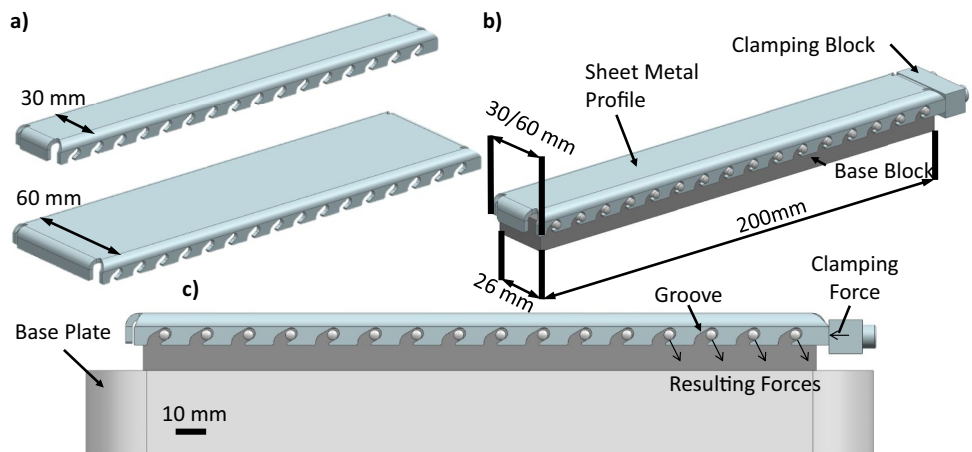 a)
30 mm
60 mm
b)
Clamping Block
Sheet Metal
Profile
30/60 mm
Base Block
200mm
26 mm
c)
Base Plate
Groove
Clamping
Force
Resulting Forces
10 mm